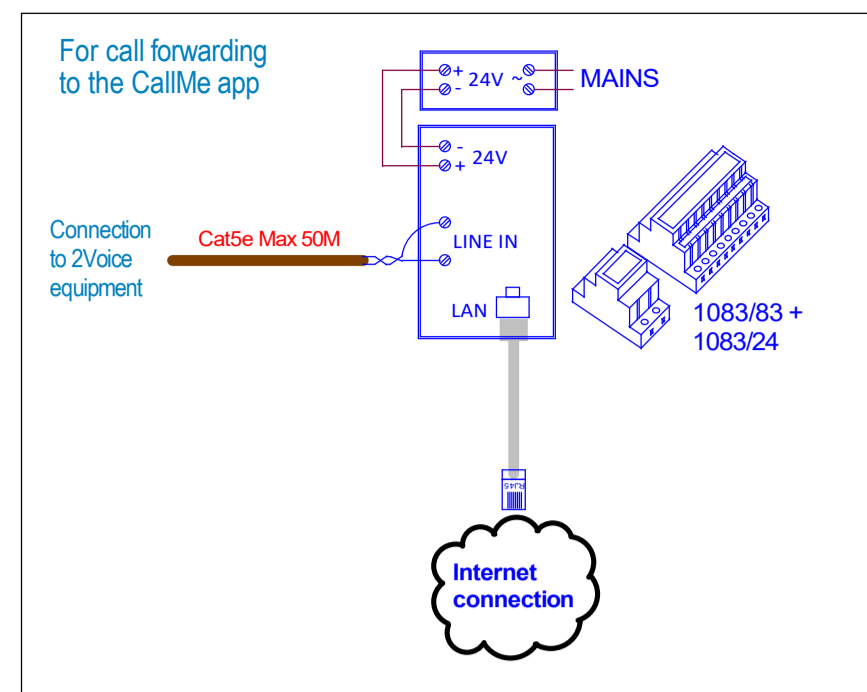 For call forwarding
to the CallMe app
+ 24V ~
-
MAINS
- 24V
+
Connection
to 2Voice
equipment
Cat5e Max 50M
LINE IN
LAN
1083/83 +
1083/24
RJ45
Internet
connection